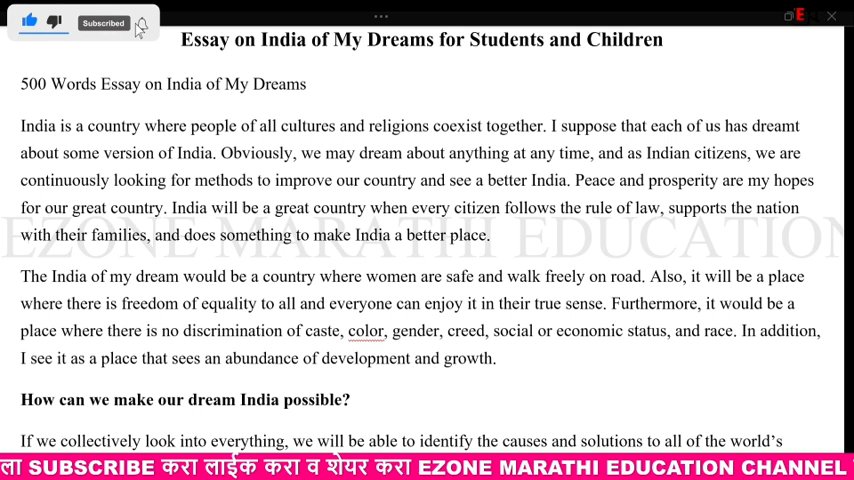 Subscribed
Essay on India of My Dreams for Students and Children
500 Words Essay on India of My Dreams
India is a country where people of all cultures and religions coexist together. I suppose that each of us has dreamt
about some version of India. Obviously, we may dream about anything at any time, and as Indian citizens, we are
continuously looking for methods to improve our country and see a better India. Peace and prosperity are my hopes
for our great country. India will be a great country when every citizen follows the rule of law, supports the nation
EZONE MARATHI EDUCATION
with their families, and does something to make India a better place.
The India of my dream would be a country where women are safe and walk freely on road. Also, it will be a place
where there is freedom of equality to all and everyone can enjoy it in their true sense. Furthermore, it would be a
place where there is no discrimination of caste, color, gender, creed, social or economic status, and race. In addition,
I see it as a place that sees an abundance of development and growth.
How can we make our dream India possible?
If we collectively look into everything, we will be able to identify the causes and solutions to all of the world's
ला SUBSCRIBE करा लाईक करा व शेयर करा EZONE MARATHI EDUCATION CHANNEL